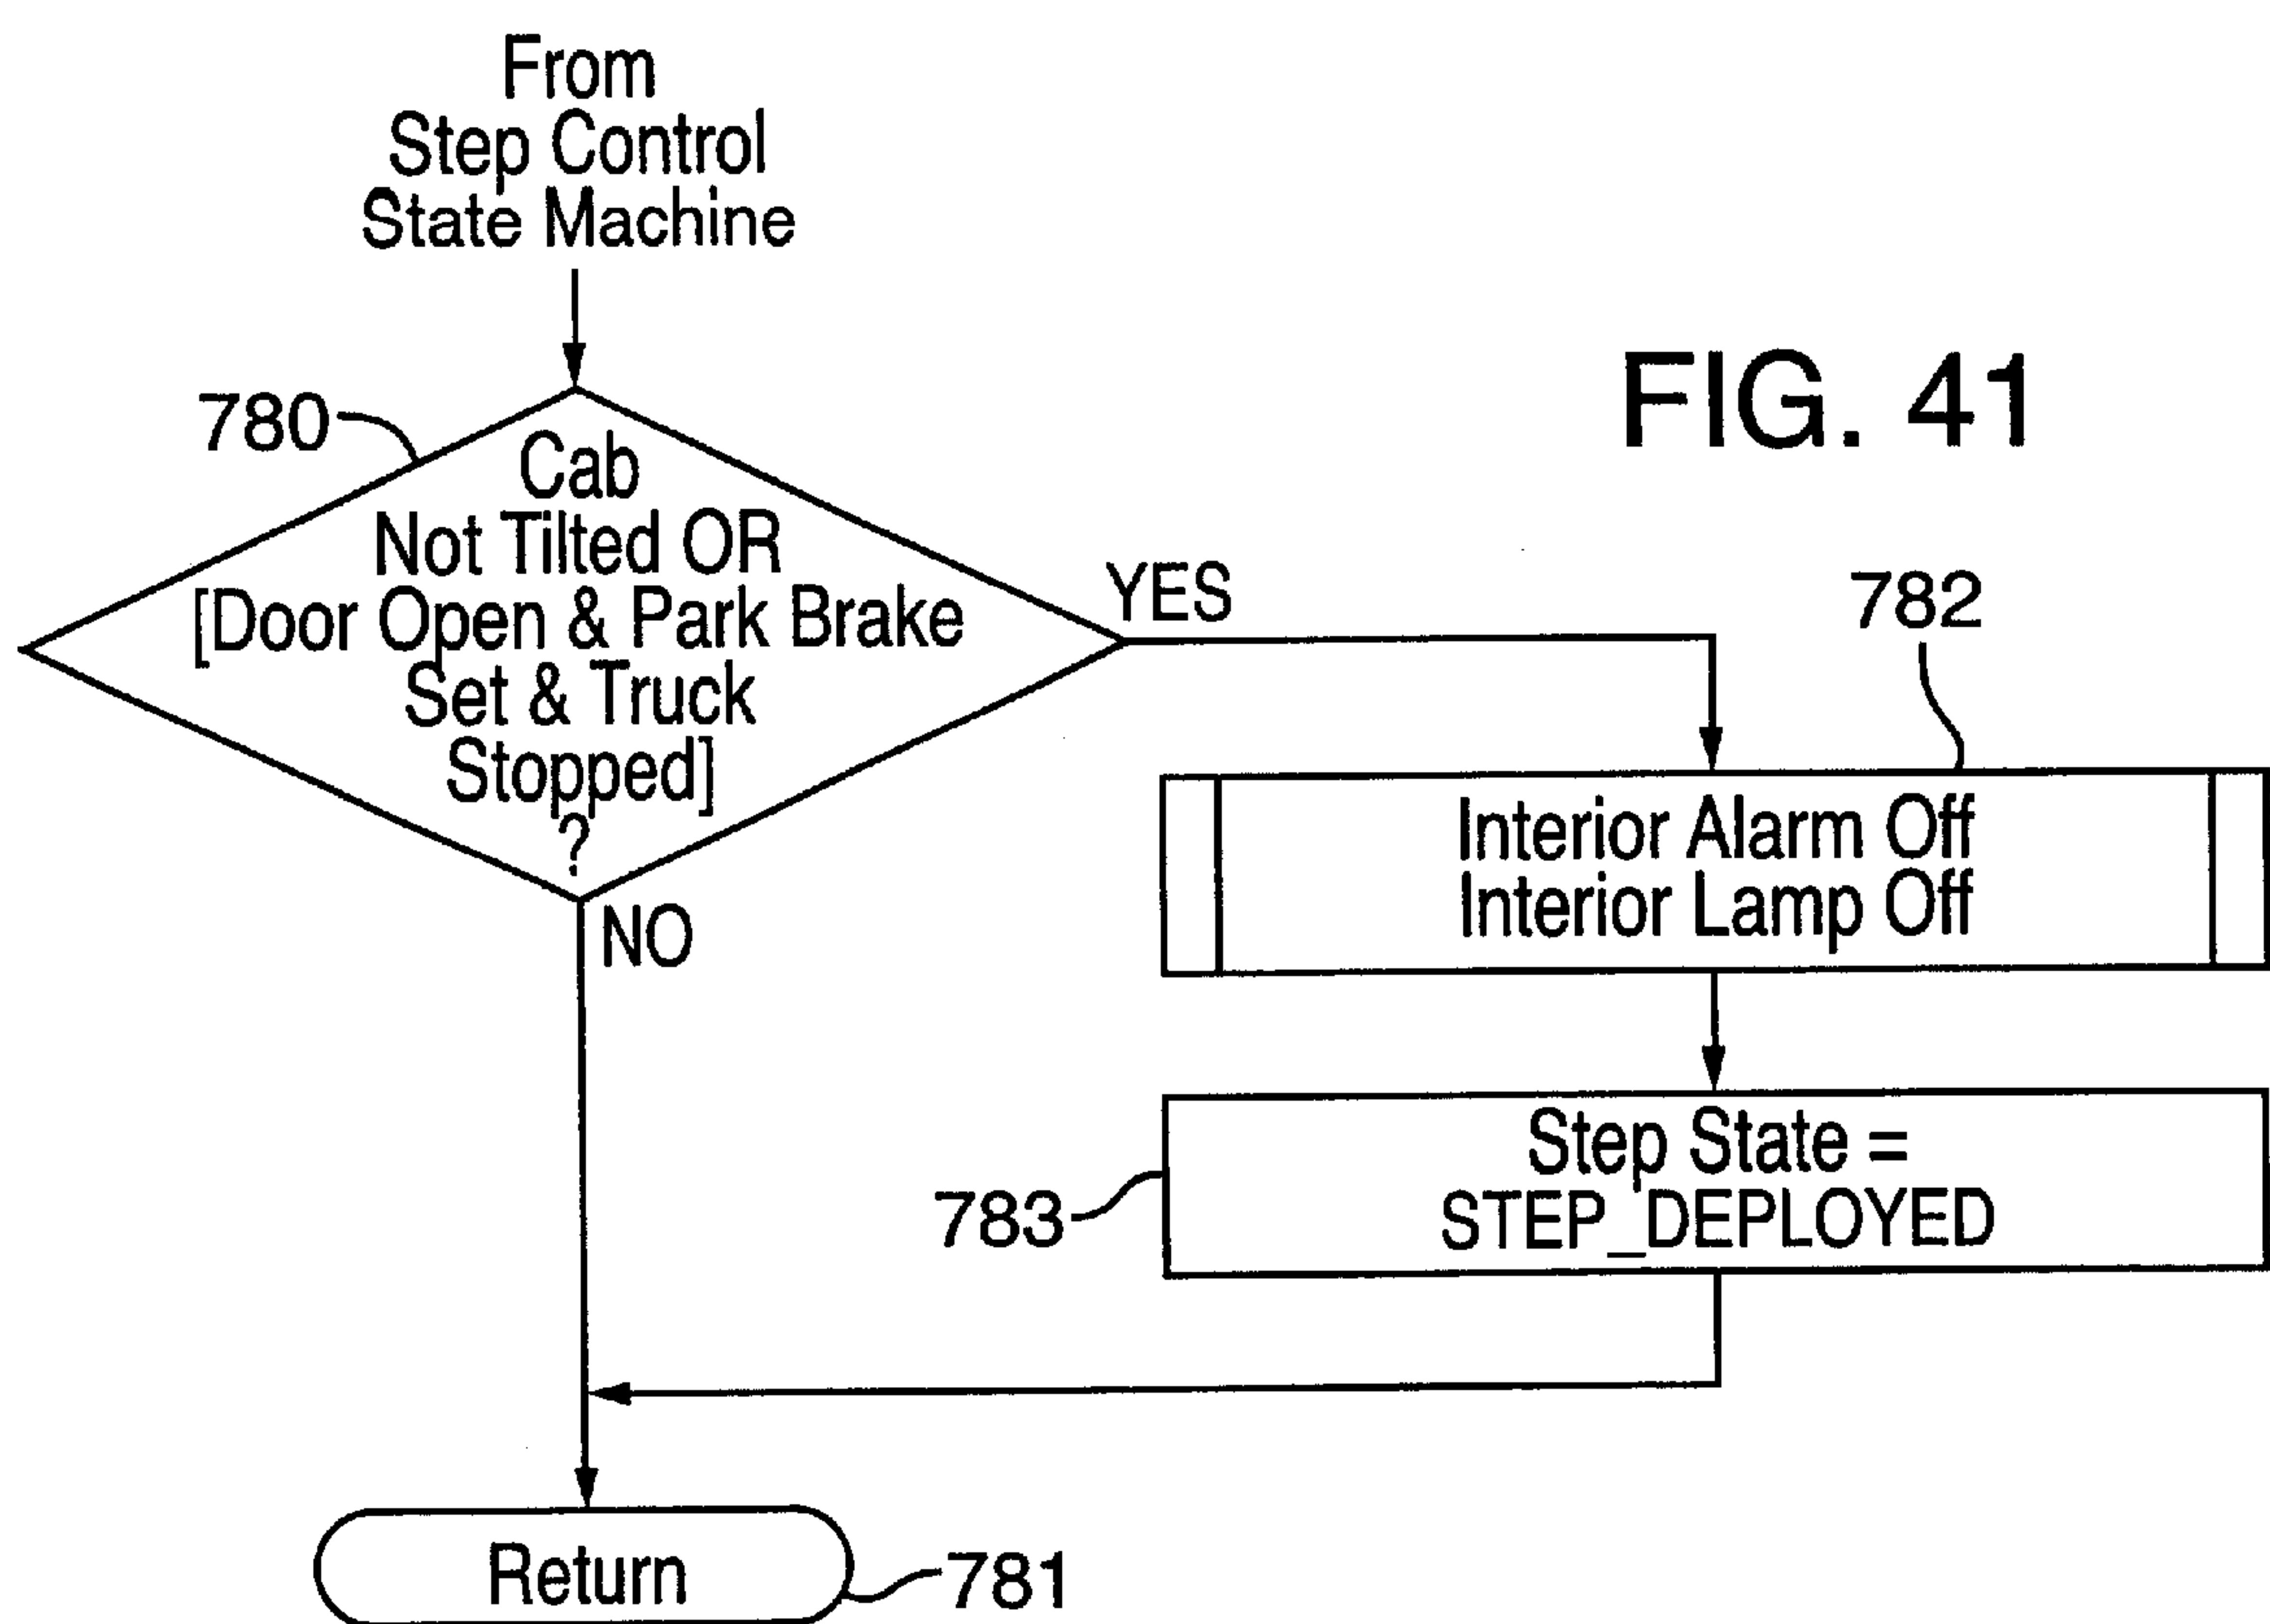 From
Step Control
State Machine
FIG. 41
780
Cab
Not Tilted OR
[Door Open & Park Brake
Set & Truck
Stopped]
?
YES
NO
782
Interior Alarm Off
Interior Lamp Off
783
Step State =
STEP_DEPLOYED
Return
781